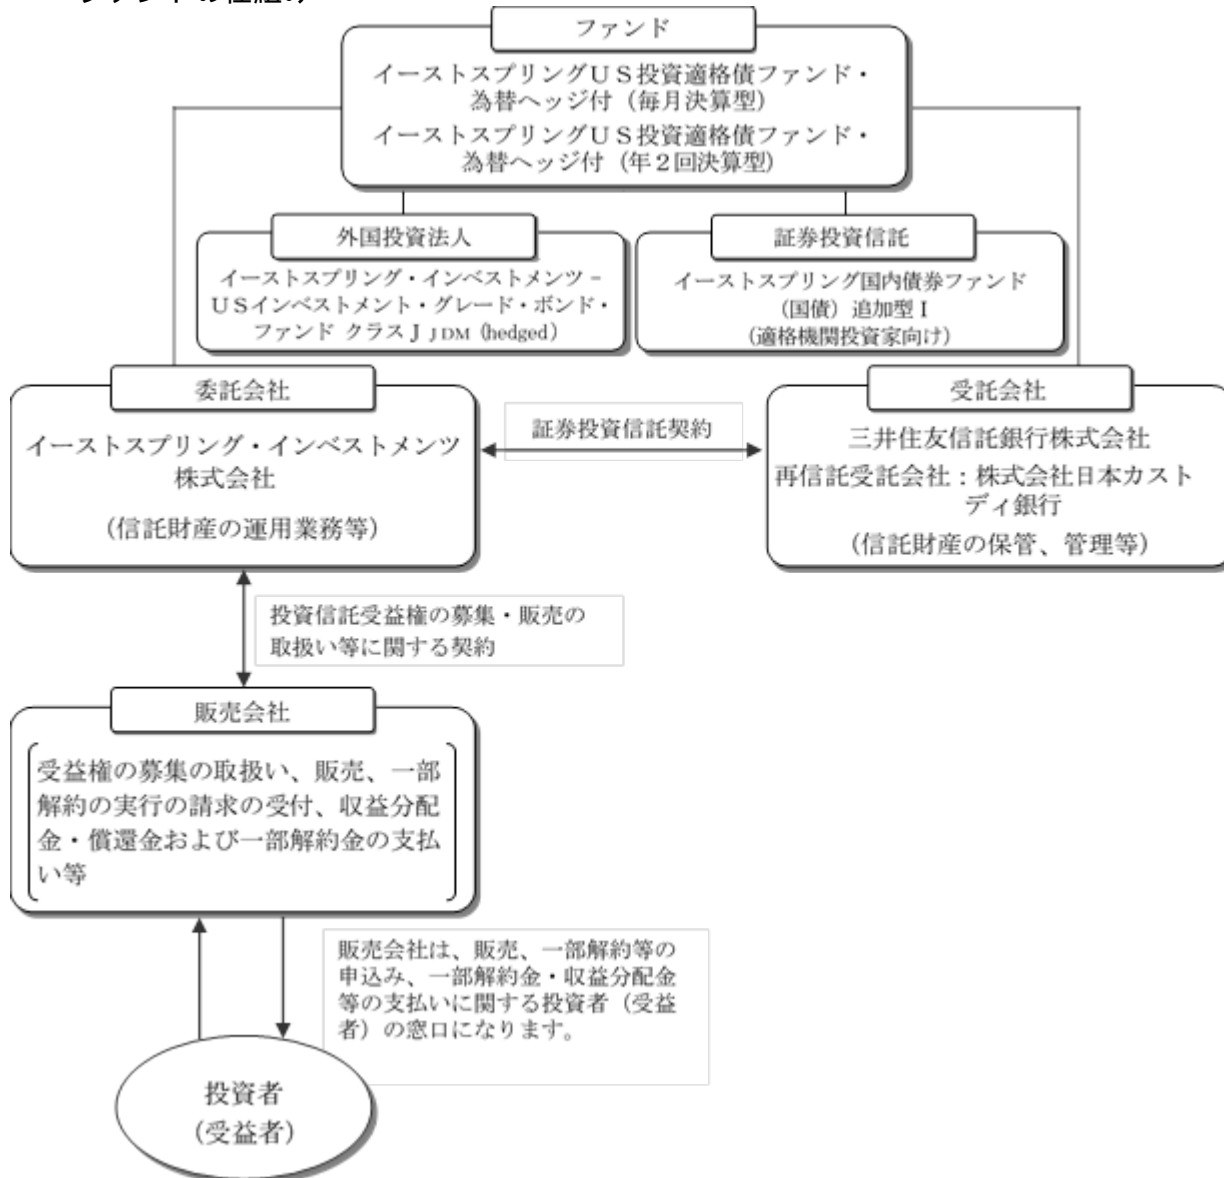 ファンドの仕組み
ファンド
イーストスプリングＵＳ投資適格債ファンド・
為替ヘッジ付（毎月決算型）
イーストスプリングＵＳ投資適格債ファンド・
為替ヘッジ付（年２回決算型）
外国投資法人
イーストスプリング・インベストメンツ－
ＵＳインベストメント・グレード・ボンド・
ファンド クラスＪ JDM（hedged）
証券投資信託
イーストスプリング国内債券ファンド
（国債）追加型Ⅰ
（適格機関投資家向け）
委託会社
イーストスプリング・インベストメンツ
株式会社
（信託財産の運用業務等）
証券投資信託契約
受託会社
三井住友信託銀行株式会社
再信託受託会社：株式会社日本カスト
ディ銀行
（信託財産の保管、管理等）
投資信託受益権の募集・販売の
取扱い等に関する契約
販売会社
受益権の募集の取扱い、販売、一部
解約の実行の請求の受付、収益分配
金・償還金および一部解約金の支払
い等
販売会社は、販売、一部解約等の
申込み、一部解約金・収益分配金
等の支払いに関する投資者（受益
者）の窓口になります。
投資者
（受益者）